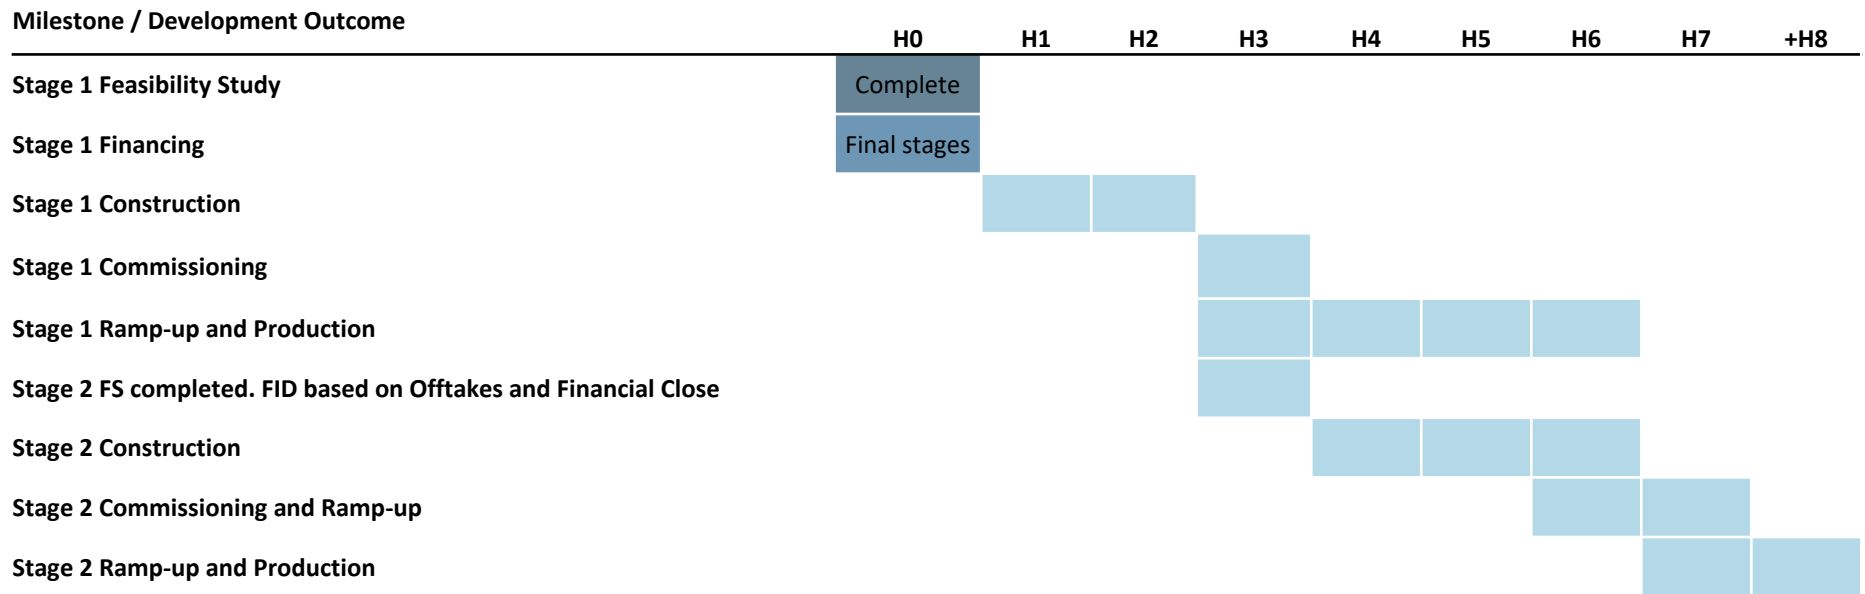 Milestone / Development Outcome
H0 H1 H2 H3 H4 H5 H6 H7 +H8
Stage 1 Feasibility Study Complete
Stage 1 Financing Final stages
Stage 1 Construction
Stage 1 Commissioning
Stage 1 Ramp-up and Production
Stage 2 FS completed. FID based on Offtakes and Financial Close
Stage 2 Construction
Stage 2 Commissioning and Ramp-up
Stage 2 Ramp-up and Production